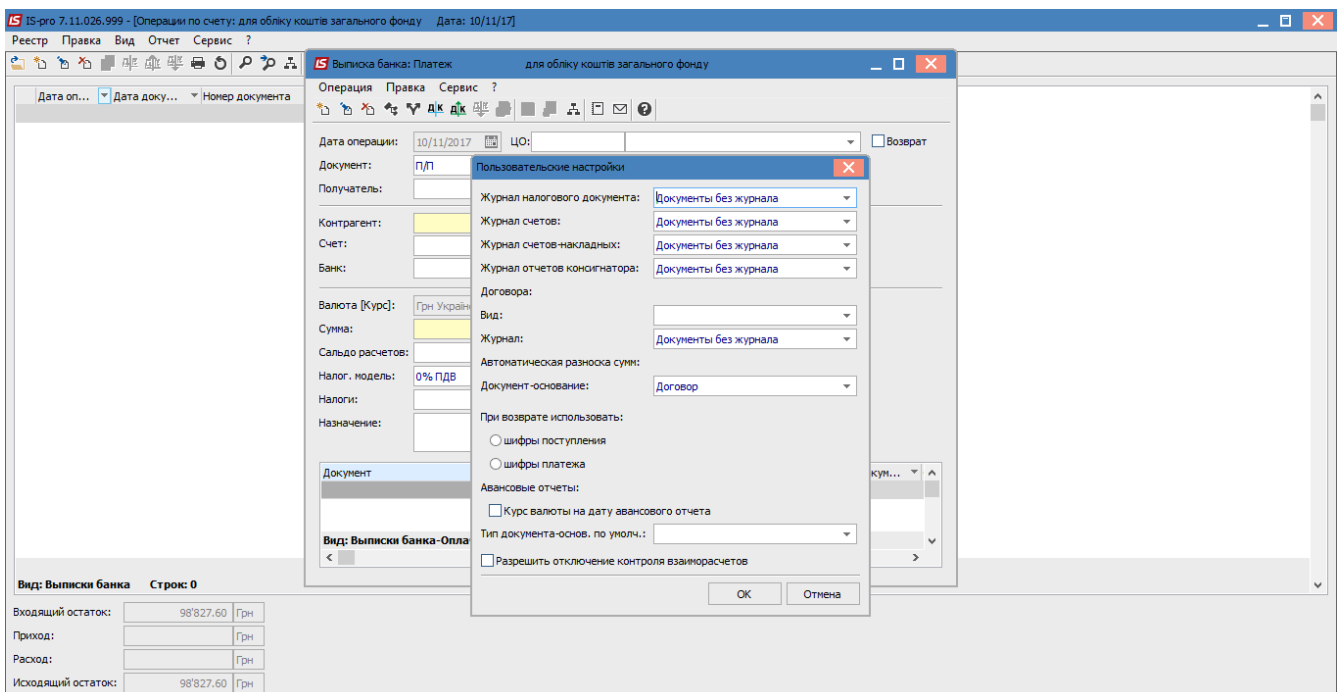 IS-pro 7.11.026.999 - [Операции по счету: для обліку коштів загального фонду Дата: 10/11/17]
Реестр Правка Вид Отчет Сервис ?
Дата оп... Дата доку... Номер документа
Вид: Выписки банка Строк: 0
Входящий остаток: 98'827.60 Грн
Приход: Грн
Расход: Грн
Исходящий остаток: 98'827.60 Грн
Выписка банка: Платеж для обліку коштів загального фонду
Операция Правка Сервис ?
Дата операции: 10/11/2017 ЦО: Возврат
Документ: П/П
Получатель:
Контрагент:
Счет:
Банк:
Валюта [Курс]: Грн Україн
Сумма:
Сальдо расчетов:
Налог. модель: 0% ПДВ
Налоги:
Назначение:
Документ кум...
Вид: Выписки банка-Опла
Пользовательские настройки
Журнал налогового документа: Документы без журнала
Журнал счетов: Документы без журнала
Журнал счетов-накладных: Документы без журнала
Журнал отчетов консигнатора: Документы без журнала
Договора:
Вид:
Журнал: Документы без журнала
Автоматическая разноска сумм:
Документ-основание: Договор
При возврате использовать:
шифры поступления
шифры платежа
Авансовые отчеты:
Курс валюты на дату авансового отчета
Тип документа-основ. по умолч.:
Разрешить отключение контроля взаиморасчетов
ОК Отмена